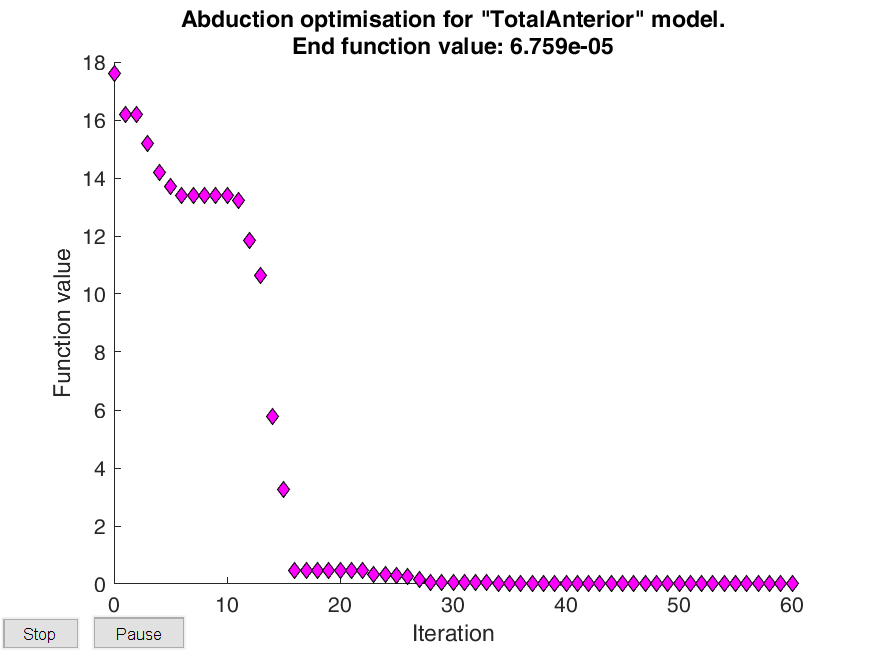 Abduction optimisation for "TotalAnterior" model.
End function value: 6.759e-05
18
16
14
12
10
8
6
4
2
0
Function value
0 10 20 30 40 50 60
Iteration
Stop Pause